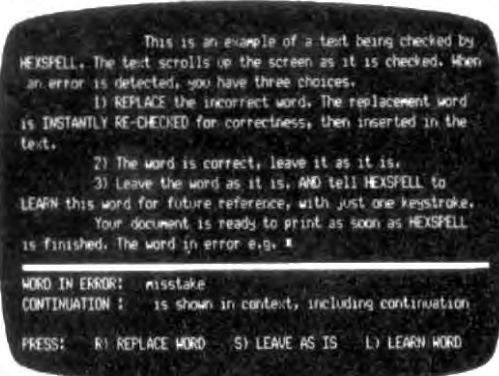 This is an example of a text being checked by
HEXSPELL. The text scrolls up the screen as it is checked. When
an error is detected, you have three choices.
1) REPLACE the incorrect word. The replacement word
is INSTANTLY RE-CHECKED for correctness, then inserted in the
text.
2) The word is correct, leave it as it is.
3) Leave the word as it is, AND tell HEXSPELL to
LEARN this word for future reference, with just one keystroke.
Your document is ready to print as soon as HEXSPELL
is finished. The word in error e.g.
WORD IN ERROR: misstake
CONTINUATION : is shown in context, including continuation
PRESS: R) REPLACE WORD S) LEAVE AS IS L) LEARN WORD